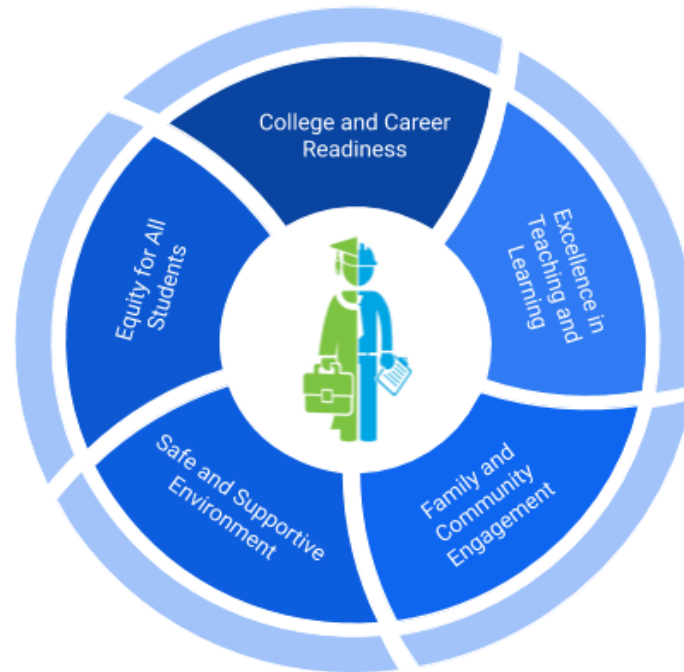 College and Career
Readiness
Excellence in
Teaching and
Learning
Family and
Community
Engagement
Safe and Supportive
Environment
Equity for All
Students